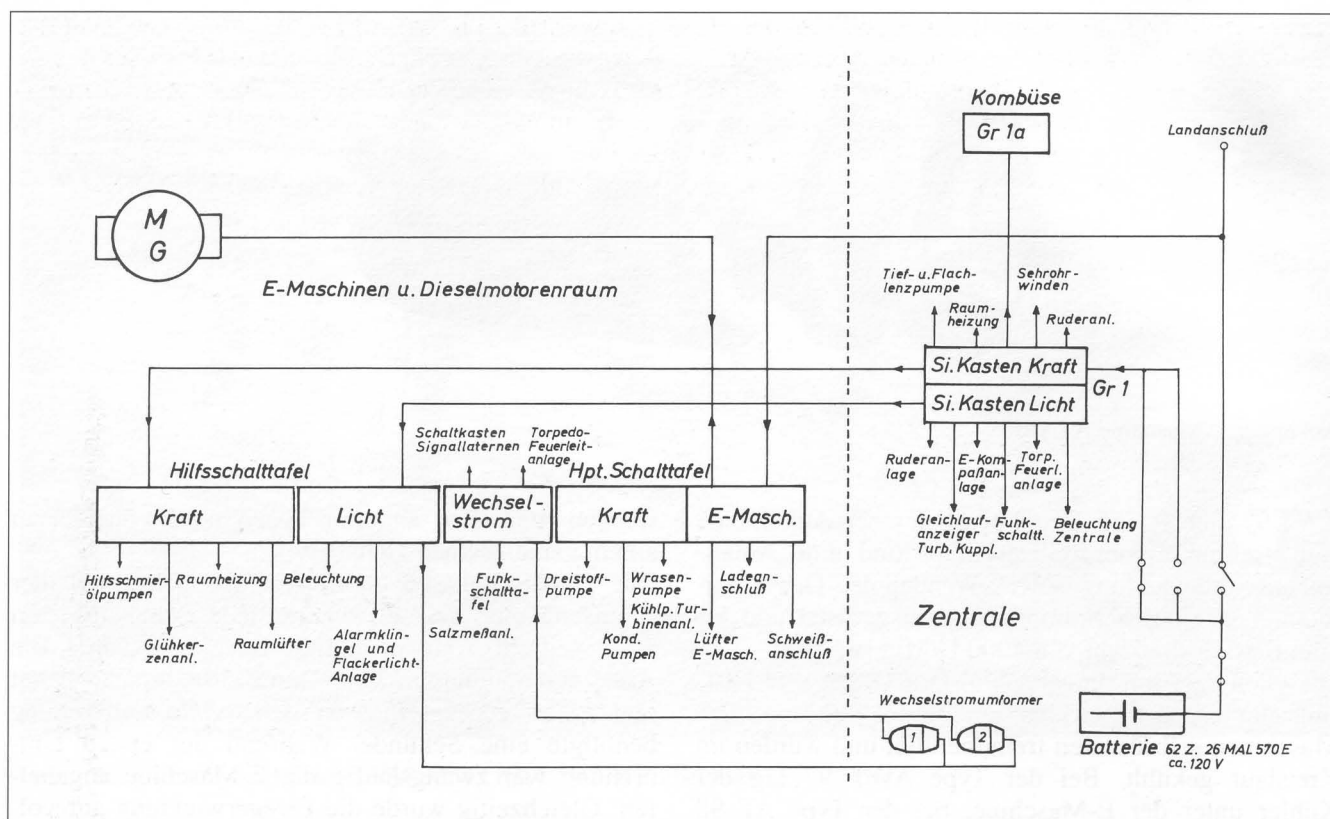 Kombüse
Gr 1a
Landanschluß
M
G
E-Maschinen u. Dieselmotorenraum
Tief- u. Flach-
lenzpumpe
Raum-
heizung
Sehrohr-
winden
Ruderanl.
Si. Kasten Kraft
Gr 1
Si. Kasten Licht
Ruderan-
lage
E-Kom-
paßan-
lage
Torp.
Feuerl.
anlage
Gleichlauf-
anzeiger
Turb. Kuppl.
Funk-
schaltt.
Beleuchtung
Zentrale
Schaltkasten
Signallaternen
Torpedo-
Feuerleit-
anlage
Hilfsschalttafel
Hpt. Schalttafel
Kraft
Licht
Wechsel-
strom
Kraft
E-Masch.
Hilfsschmier-
ölpumpen
Raumheizung
Beleuchtung
Funk-
schaltta-
fel
Dreistoff-
pumpe
Wrasen-
pumpe
Ladean-
schluß
Glühker-
zenanl.
Raumlüfter
Alarmklin-
gel und
Flackerlicht-
Anlage
Salzmeßanl.
Kond.
Pumpen
Kühlp. Tur-
binenanl.
Lüfter
E-Masch.
Schweiß-
anschluß
Zentrale
Wechselstromumformer
1
2
Batterie 62 Z. 26 MAL 570 E
ca. 120 V